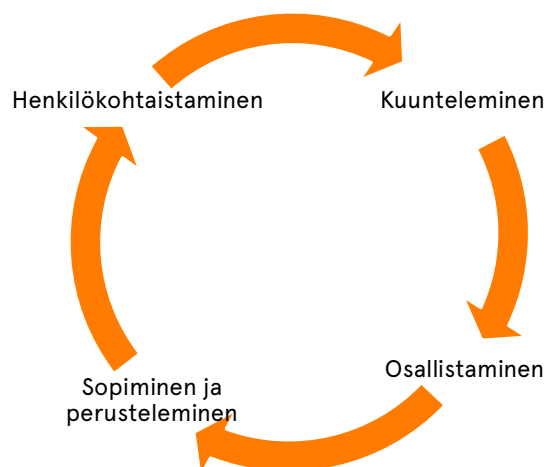 Henkilökohtaistaminen
Kuunteleminen
Osallistaminen
Sopiminen ja
perusteleminen